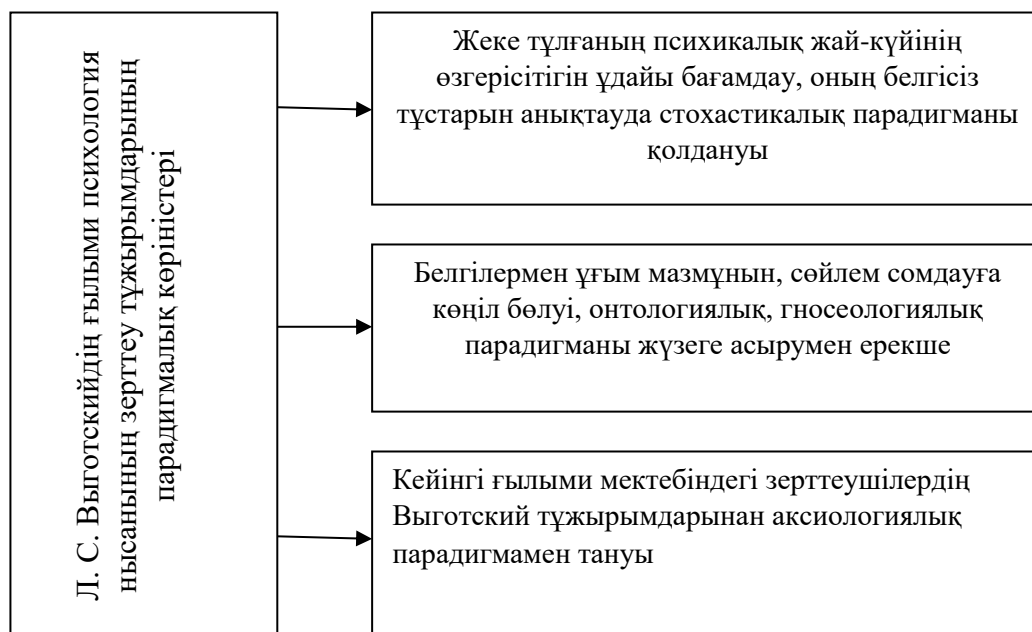 Л. С. Выготскийдің ғылыми психология
нысанының зерттеу тұжырымдарының
парадигмалық көріністері
Жеке тұлғаның психикалық жай-күйінің
өзгерісітігін ұдайы бағамдау, оның белгісіз
тұстарын анықтауда стохастикалық парадигманы
қолдануы
Белгілермен ұғым мазмұнын, сөйлем сомдауға
көңіл бөлуі, онтологиялық, гносеологиялық
парадигманы жүзеге асырумен ерекше
Кейінгі ғылыми мектебіндегі зерттеушілердің
Выготский тұжырымдарынан аксиологиялық
парадигмамен тануы